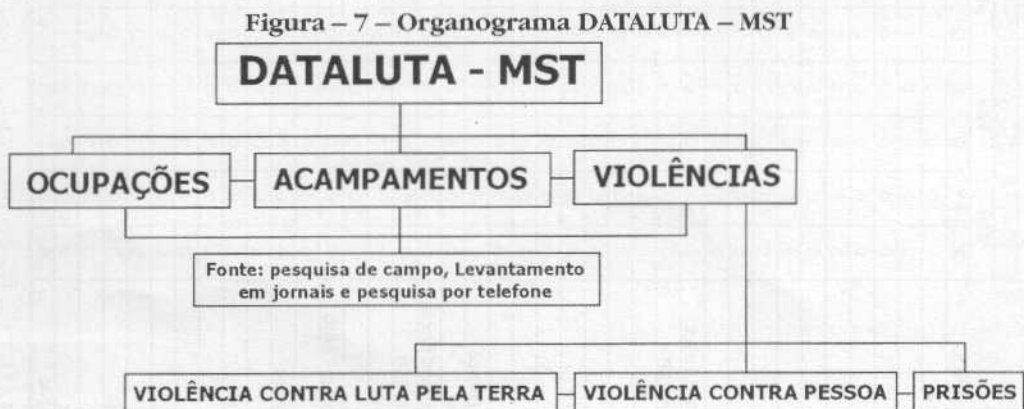 Figura – 7 – Organograma DATALUTA – MST
DATALUTA - MST
OCUPAÇÕES
ACAMPAMENTOS
VIOLÊNCIAS
Fonte: pesquisa de campo, Levantamento
em jornais e pesquisa por telefone
VIOLÊNCIA CONTRA LUTA PELA TERRA
VIOLÊNCIA CONTRA PESSOA
PRISÕES